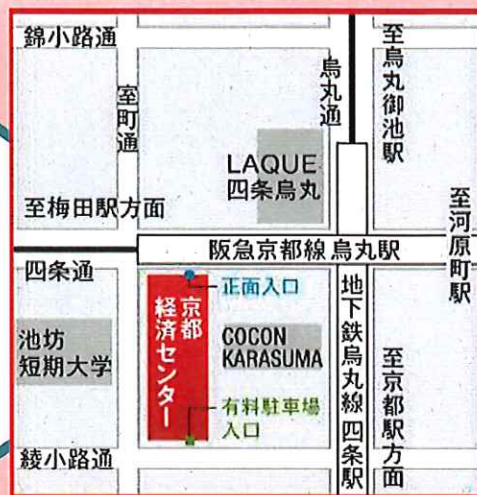 錦小路通
室町通
烏丸通
至烏丸御池駅
LAQUE
四条烏丸
至梅田駅方面
至河原町駅
阪急京都線 烏丸駅
四条通
正面入口
京都
経済センター
池坊
短期大学
COCON
KARASUMA
地下鉄烏丸線 四条駅
至京都駅方面
有料駐車場
入口
綾小路通